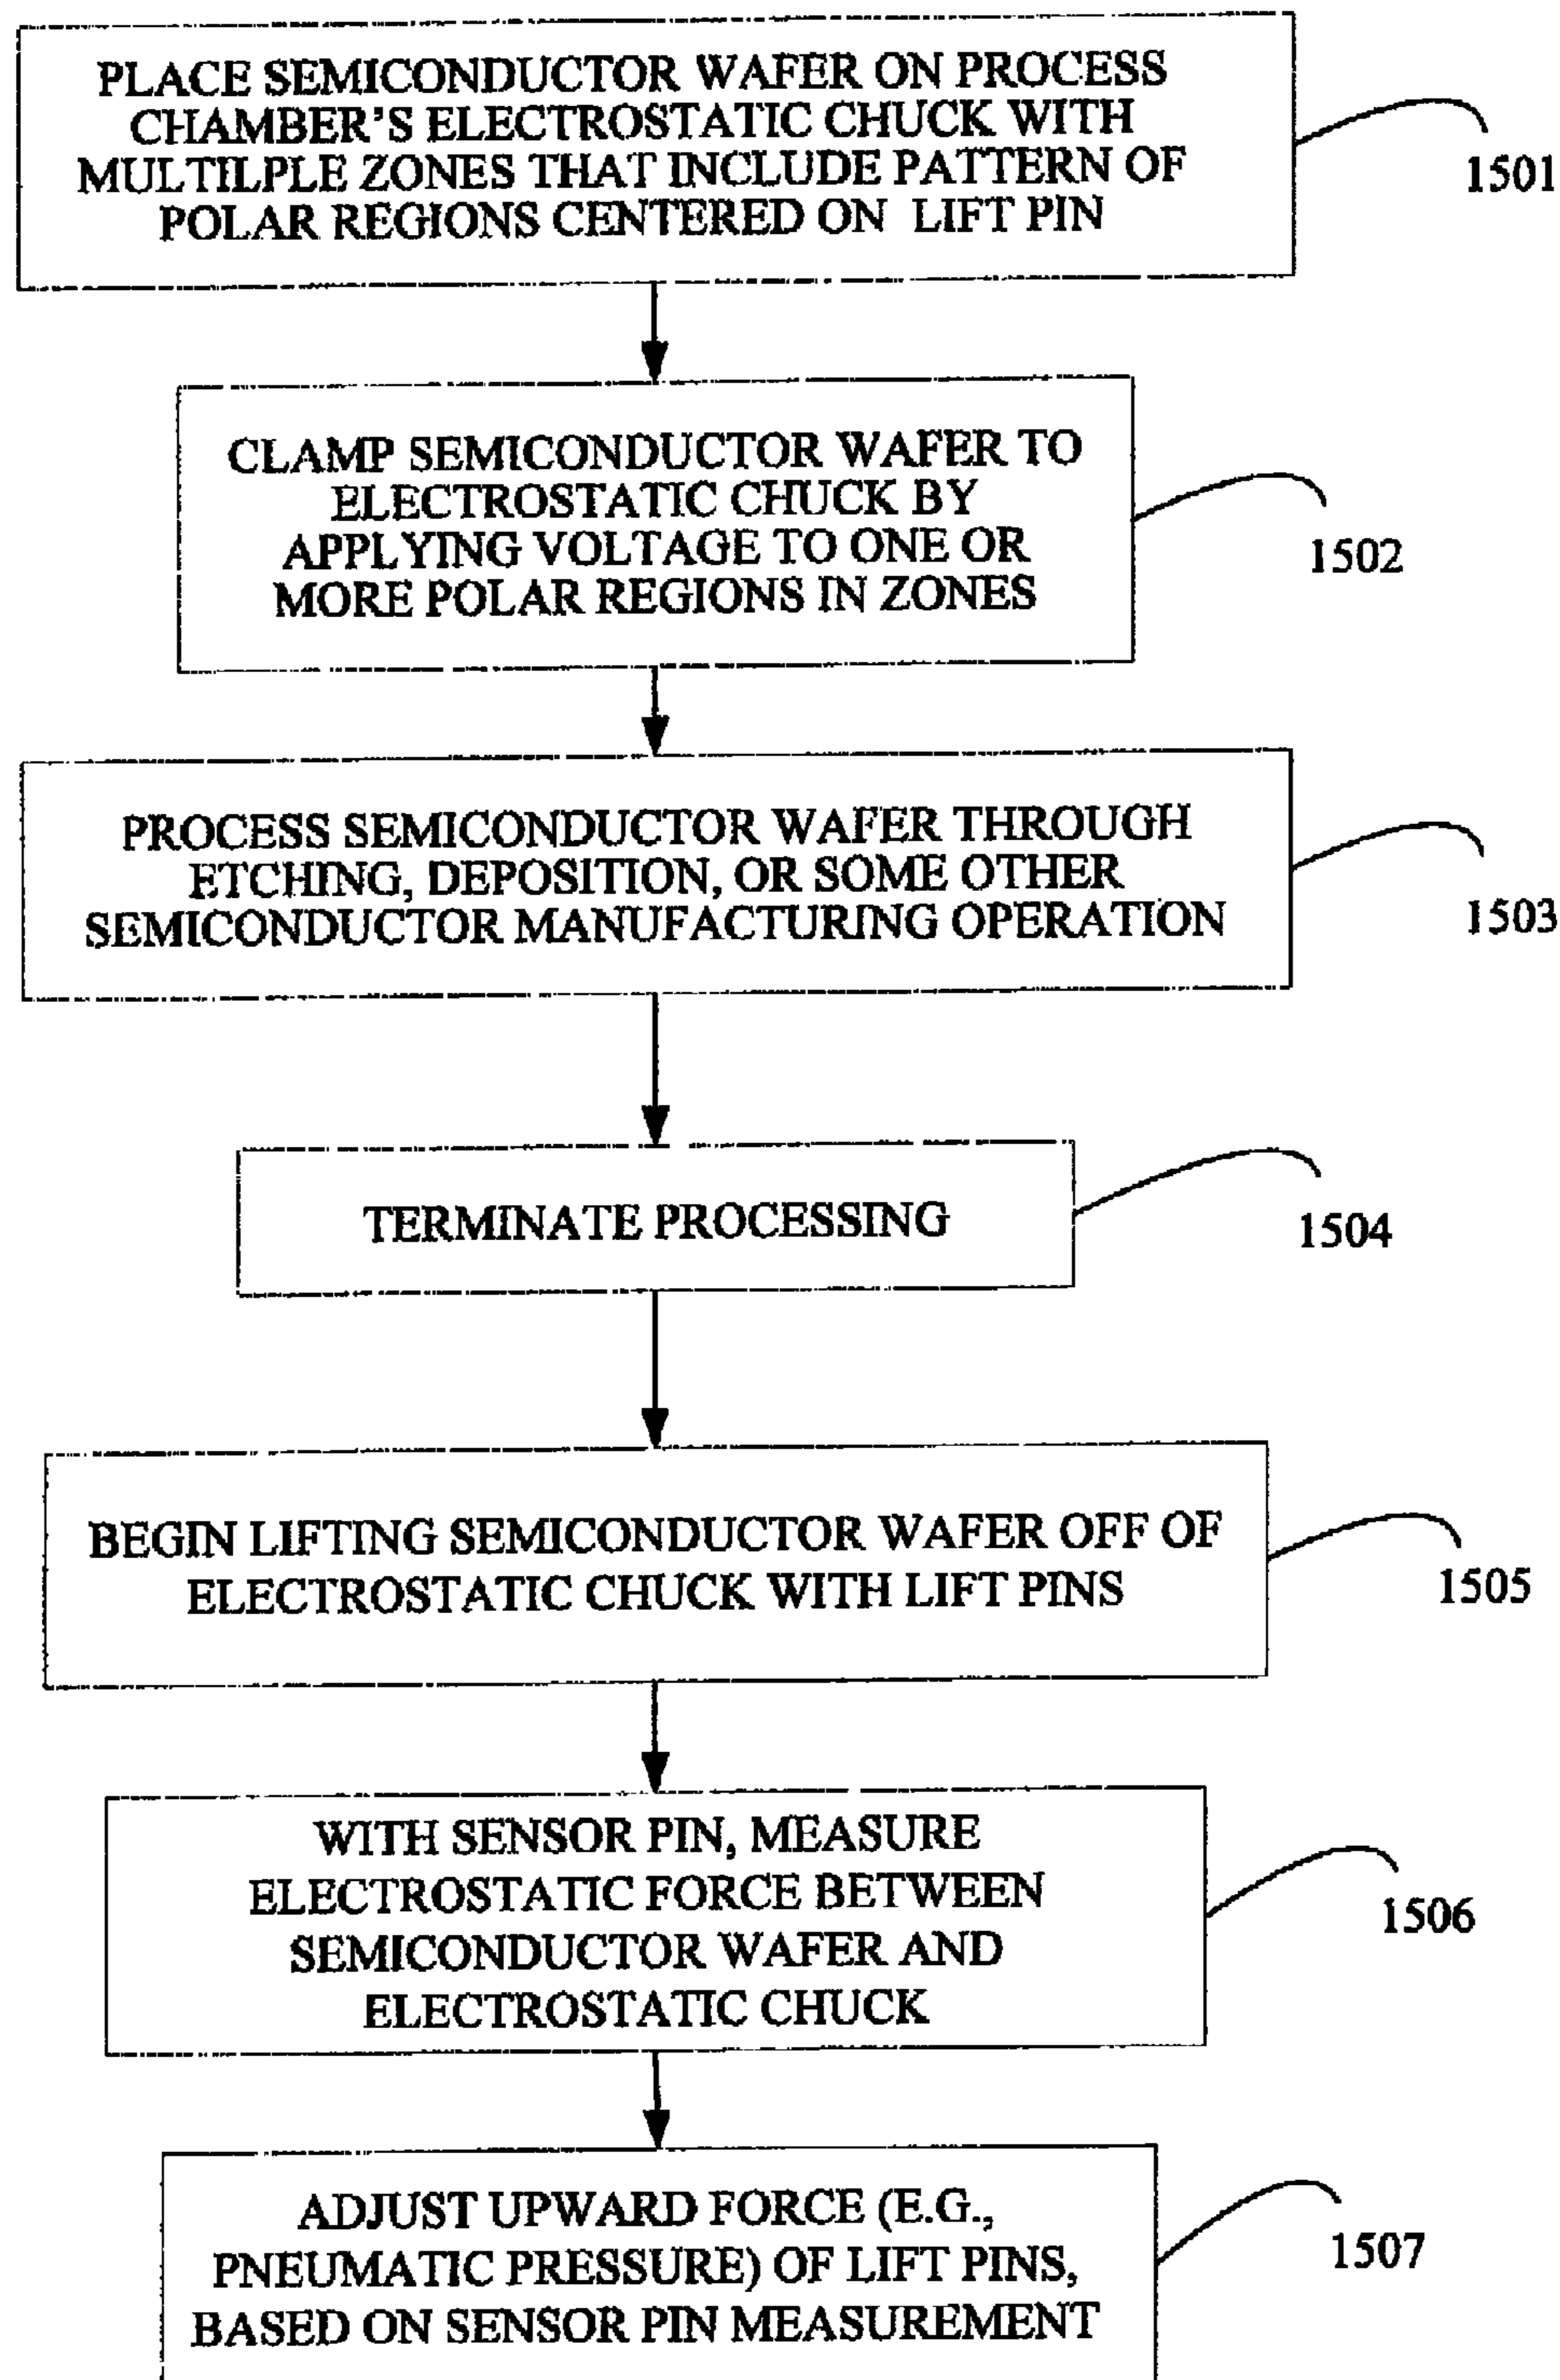 PLACE SEMICONDUCTOR WAFER ON PROCESS
CHAMBER'S ELECTROSTATIC CHUCK WITH
MULTILPLE ZONES THAT INCLUDE PATTERN OF
POLAR REGIONS CENTERED ON LIFT PIN
1501
CLAMP SEMICONDUCTOR WAFER TO
ELECTROSTATIC CHUCK BY
APPLYING VOLTAGE TO ONE OR
MORE POLAR REGIONS IN ZONES
1502
PROCESS SEMICONDUCTOR WAFER THROUGH
ETCHING, DEPOSITION, OR SOME OTHER
SEMICONDUCTOR MANUFACTURING OPERATION
1503
TERMINATE PROCESSING
1504
BEGIN LIFTING SEMICONDUCTOR WAFER OFF OF
ELECTROSTATIC CHUCK WITH LIFT PINS
1505
WITH SENSOR PIN, MEASURE
ELECTROSTATIC FORCE BETWEEN
SEMICONDUCTOR WAFER AND
ELECTROSTATIC CHUCK
1506
ADJUST UPWARD FORCE (E.G.,
PNEUMATIC PRESSURE) OF LIFT PINS,
BASED ON SENSOR PIN MEASUREMENT
1507